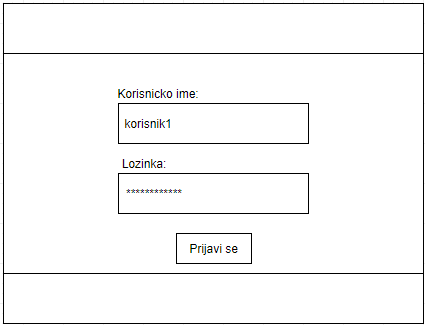 Korisnicko ime:
korisnik1
Lozinka:
************
Prijavi se